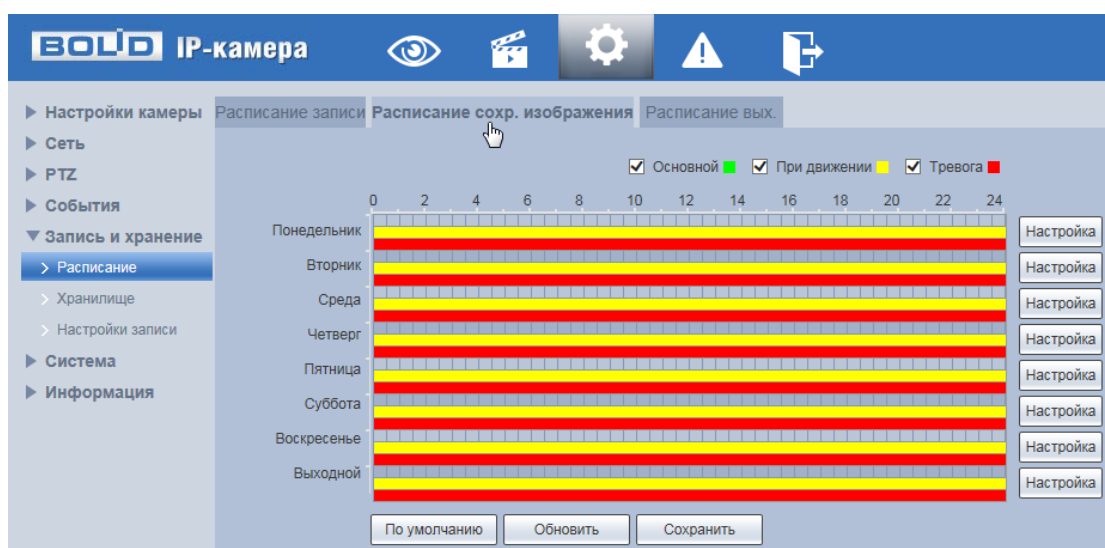 BOLID IP-камера
Настройки камеры
Сеть
PTZ
События
Запись и хранение
Расписание
Хранилище
Настройки записи
Система
Информация
Расписание записи Расписание сохр. изображения Расписание вых.
Основной При движении Тревога
0 2 4 6 8 10 12 14 16 18 20 22 24
Понедельник Настройка
Вторник Настройка
Среда Настройка
Четверг Настройка
Пятница Настройка
Суббота Настройка
Воскресенье Настройка
Выходной Настройка
По умолчанию Обновить Сохранить